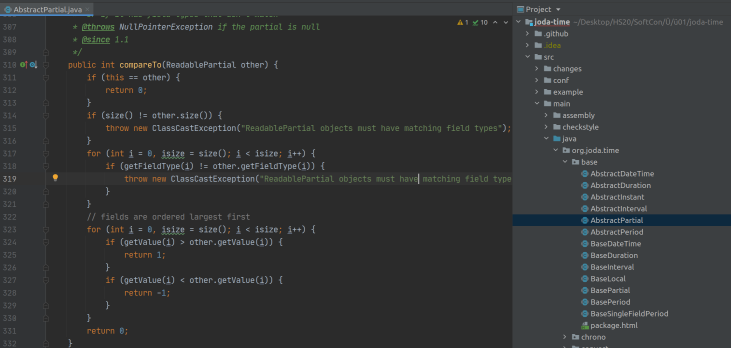 AbstractPartial.java
307 * @throws NullPointerException if the partial is null
308 * @since 1.1
309 */
310 public int compareTo(ReadablePartial other) {
311 if (this == other) {
312 return 0;
313 }
314 if (size() != other.size()) {
315 throw new ClassCastException("ReadablePartial objects must have matching field types");
316 }
317 for (int i = 0, isize = size(); i < isize; i++) {
318 if (getFieldType(i) != other.getFieldType(i)) {
319 throw new ClassCastException("ReadablePartial objects must have matching field type
320 }
321 }
322 // fields are ordered largest first
323 for (int i = 0, isize = size(); i < isize; i++) {
324 if (getValue(i) > other.getValue(i)) {
325 return 1;
326 }
327 if (getValue(i) < other.getValue(i)) {
328 return -1;
329 }
330 }
331 return 0;
332 }
1 10
Project
joda-time ~/Desktop/HS20/SoftCon/Ü/Ü01/joda-time
.github
.idea
src
changes
conf
example
main
assembly
checkstyle
java
org.joda.time
base
AbstractDateTime
AbstractDuration
AbstractInstant
AbstractInterval
AbstractPartial
AbstractPeriod
BaseDateTime
BaseDuration
BaseInterval
BaseLocal
BasePartial
BasePeriod
BaseSingleFieldPeriod
package.html
chrono